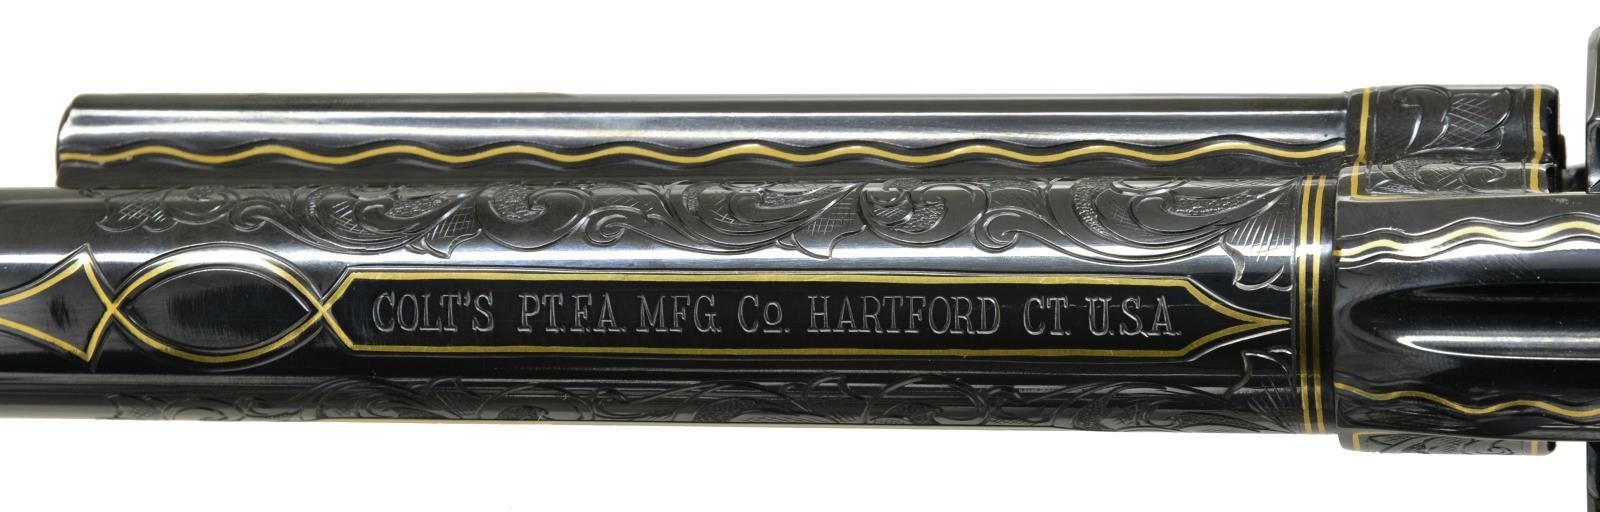 COLT'S PT.F.A. MFG. Co. HARTFORD CT. U.S.A.